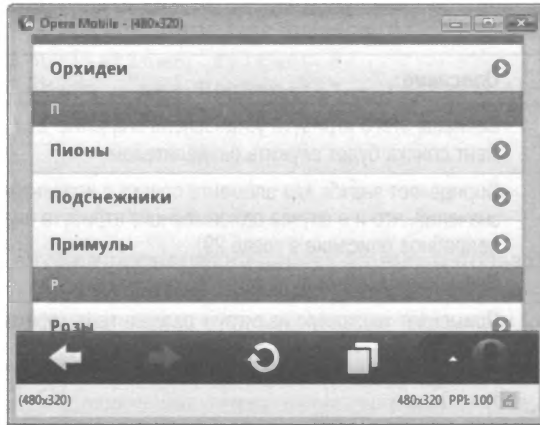 Opera Mobile - (480x320)
Орхидеи
П
Пионы
Подснежники
Примулы
Р
Розы
(480x320)
480x320 PPI: 100